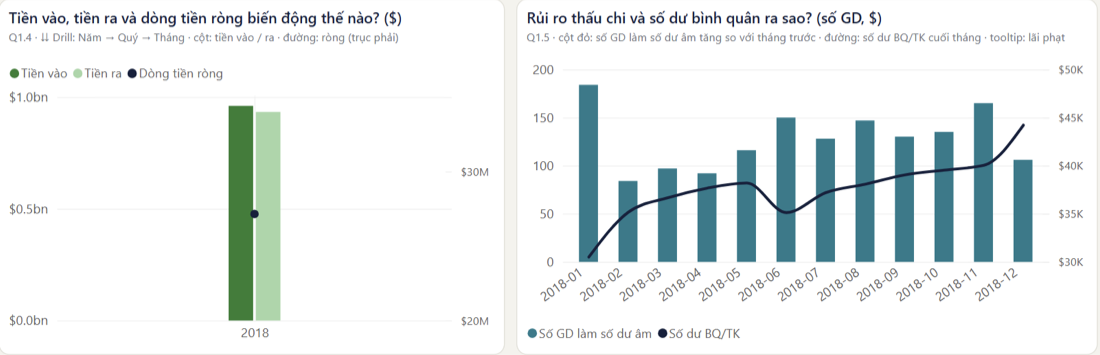 Tiền vào, tiền ra và dòng tiền ròng biến động thế nào? ($)
Q1.4 · ⇊ Drill: Năm → Quý → Tháng · cột: tiền vào / ra · đường: ròng (trục phải)
Tiền vào Tiền ra Dòng tiền ròng
$1.0bn
$0.5bn
$0.0bn
$30M
$20M
2018
Rủi ro thấu chi và số dư bình quân ra sao? (số GD, $)
Q1.5 · cột đỏ: số GD làm số dư âm tăng so với tháng trước · đường: số dư BQ/TK cuối tháng · tooltip: lãi phạt
200
150
100
50
0
$50K
$45K
$40K
$35K
$30K
2018-01
2018-02
2018-03
2018-04
2018-05
2018-06
2018-07
2018-08
2018-09
2018-10
2018-11
2018-12
Số GD làm số dư âm Số dư BQ/TK